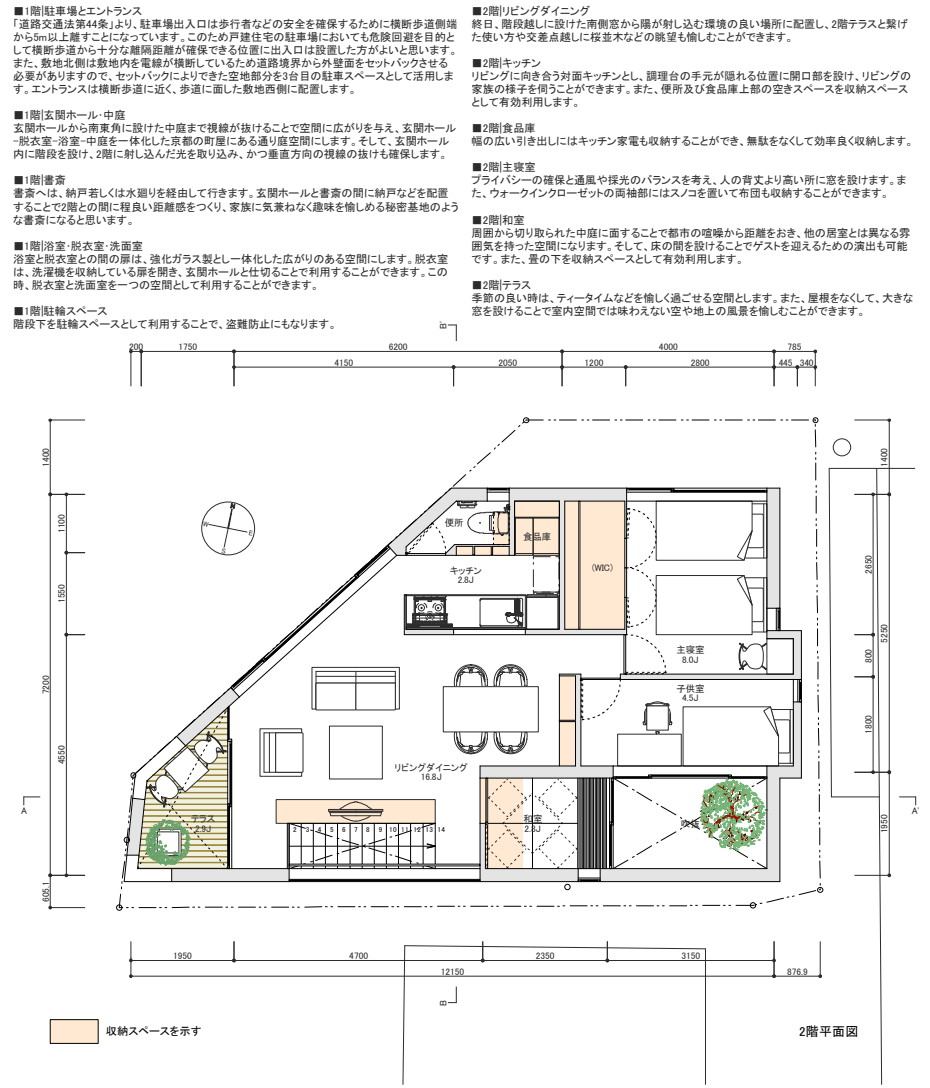 ■1階|駐車場とエントランス
「道路交通法第44条」より、駐車場出入口は歩行者などの安全を確保するために横断歩道側端
から5m以上離すことになっています。このため戸建住宅の駐車場においても危険回避を目的と
して横断歩道から十分な離隔距離が確保できる位置に出入口は設置した方がよいと思います。
また、敷地北側は敷地内を電線が横断しているため道路境界から外壁面をセットバックさせる
必要がありますので、セットバックによりできた空地部分を3台目の駐車スペースとして活用しま
す。エントランスは横断歩道に近く、歩道に面した敷地西側に配置します。
■1階|玄関ホール・中庭
玄関ホールから南東角に設けた中庭まで視線が抜けることで空間に広がりを与え、玄関ホール
-脱衣室-浴室-中庭を一体化した京都の町屋にある通り庭空間にします。そして、玄関ホール
内に階段を設け、2階に射し込んだ光を取り込み、かつ垂直方向の視線の抜けも確保します。
■1階|書斎
書斎へは、納戸若しくは水廻りを経由して行きます。玄関ホールと書斎の間に納戸などを配置
することで2階との間に程良い距離感をつくり、家族に気兼ねなく趣味を愉しめる秘密基地のよう
な書斎になると思います。
■1階|浴室・脱衣室・洗面室
浴室と脱衣室との間の扉は、強化ガラス製とし一体化した広がりのある空間にします。脱衣室
は、洗濯機を収納している扉を開き、玄関ホールと仕切ることで利用することができます。この
時、脱衣室と洗面室を一つの空間として利用することができます。
■1階|駐輪スペース
階段下を駐輪スペースとして利用することで、盗難防止にもなります。
■2階|リビングダイニング
終日、階段越しに設けた南側窓から陽が射し込む環境の良い場所に配置し、2階テラスと繋げ
た使い方や交差点越しに桜並木などの眺望も愉しむことができます。
■2階|キッチン
リビングに向き合う対面キッチンとし、調理台の手元が隠れる位置に開口部を設け、リビングの
家族の様子を伺うことができます。また、便所及び食品庫上部の空きスペースを収納スペース
として有効利用します。
■2階|食品庫
幅の広い引き出しにはキッチン家電も収納することができ、無駄をなくして効率良く収納します。
■2階|主寝室
プライバシーの確保と通風や採光のバランスを考え、人の背丈より高い所に窓を設けます。ま
た、ウォークインクローゼットの両袖部にはスノコを置いて布団も収納することができます。
■2階|和室
周囲から切り取られた中庭に面することで都市の喧噪から距離をおき、他の居室とは異なる雰
囲気を持った空間になります。そして、床の間を設けることでゲストを迎えるための演出も可能
です。また、畳の下を収納スペースとして有効利用します。
■2階|テラス
季節の良い時は、ティータイムなどを愉しく過ごせる空間とします。また、屋根をなくして、大きな
窓を設けることで室内空間では味わえない空や地上の風景を愉しむことができます。
B'
200 1750 6200 4000 785
4150 2050 1200 2800 445 340
1400
1100
1550
7200
4550
605.1
1400
2650
5250
800
1800
1950
N
W
E
S
便所
食品庫
キッチン
2.8J
(WIC)
主寝室
8.0J
子供室
4.5J
リビングダイニング
16.8J
テラス
2.9J
2 3 4 5 6 7 8 9 10 11 12 13 14
和室
2.8J
吹抜
A
A'
1950 4700 2350 3150
12150 876.9
B
収納スペースを示す
2階平面図